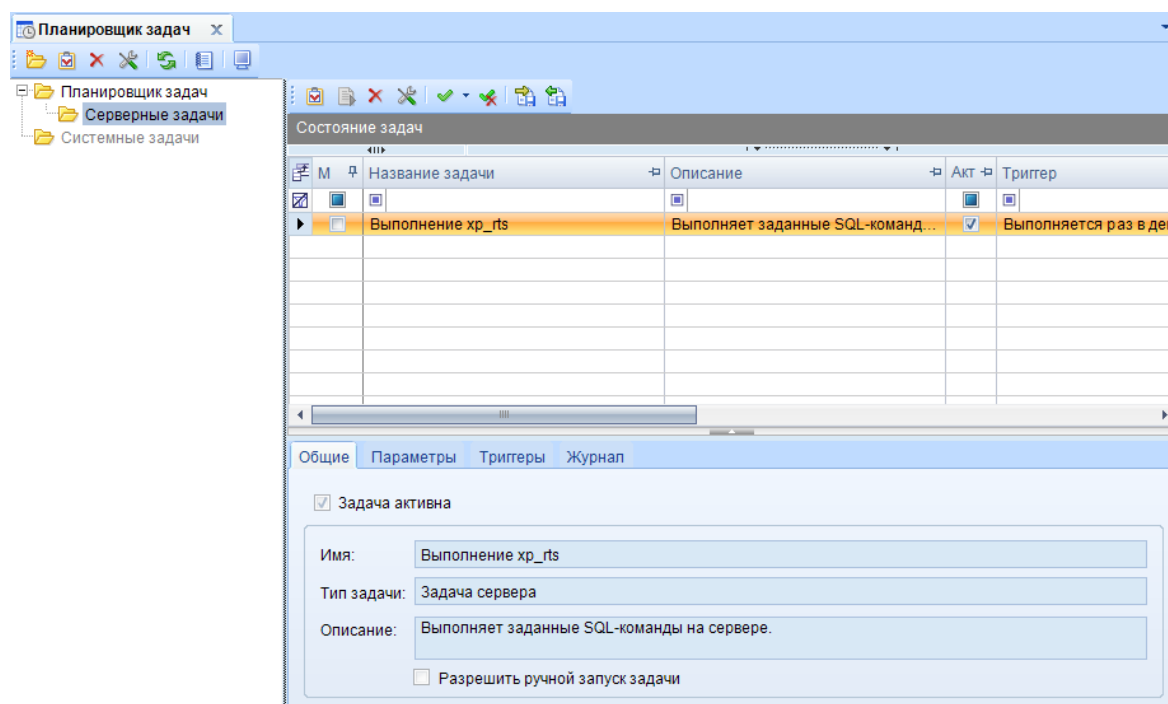 Планировщик задач
Планировщик задач
Серверные задачи
Системные задачи
Состояние задач
М Название задачи Описание Акт Триггер
Выполнение xp_rts Выполняет заданные SQL-команд... Выполняется раз в де
Общие Параметры Триггеры Журнал
Задача активна
Имя: Выполнение xp_rts
Тип задачи: Задача сервера
Описание: Выполняет заданные SQL-команды на сервере.
Разрешить ручной запуск задачи